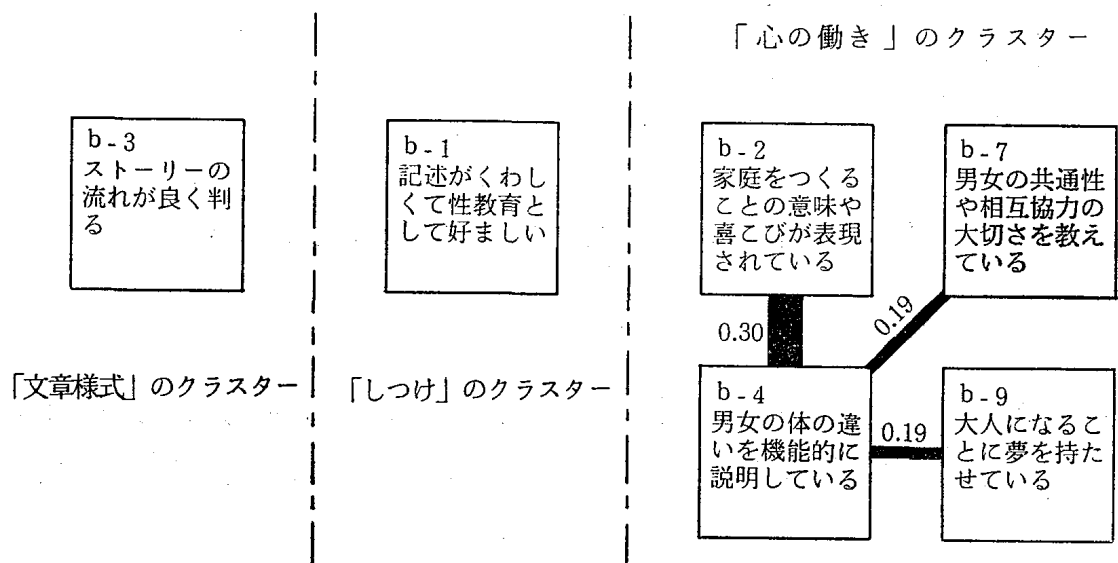 「心の働き」のクラスター
b-3
ストーリーの
流れが良く判
る
b-1
記述がくわし
くて性教育と
して好ましい
b-2
家庭をつくる
ことの意味や
喜こびが表現
されている
b-7
男女の共通性
や相互協力の
大切さを教え
ている
0.30
0.19
「文章様式」のクラスター
「しつけ」のクラスター
b-4
男女の体の違
いを機能的に
説明している
0.19
b-9
大人になるこ
とに夢を持た
せている